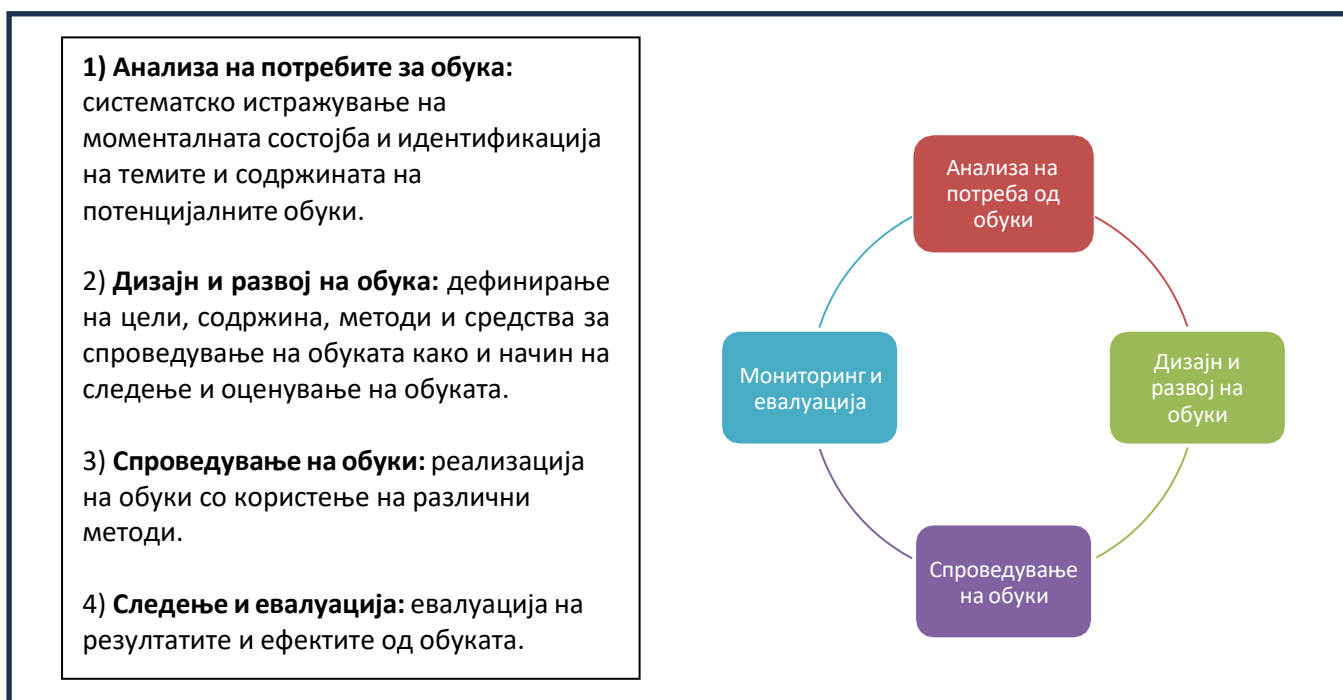 1) Анализа на потребите за обука:
систематско истражување на
моменталната состојба и идентификација
на темите и содржината на
потенцијалните обуки.
2) Дизајн и развој на обука: дефинирање
на цели, содржина, методи и средства за
спроведување на обуката како и начин на
следење и оценување на обуката.
3) Спроведување на обуки: реализација
на обуки со користење на различни
методи.
4) Следење и евалуација: евалуација на
резултатите и ефектите од обуката.
Анализа на
потреба од
обуки
Дизајн и
развој на
обуки
Спроведување
на обуки
Мониторинг и
евалуација